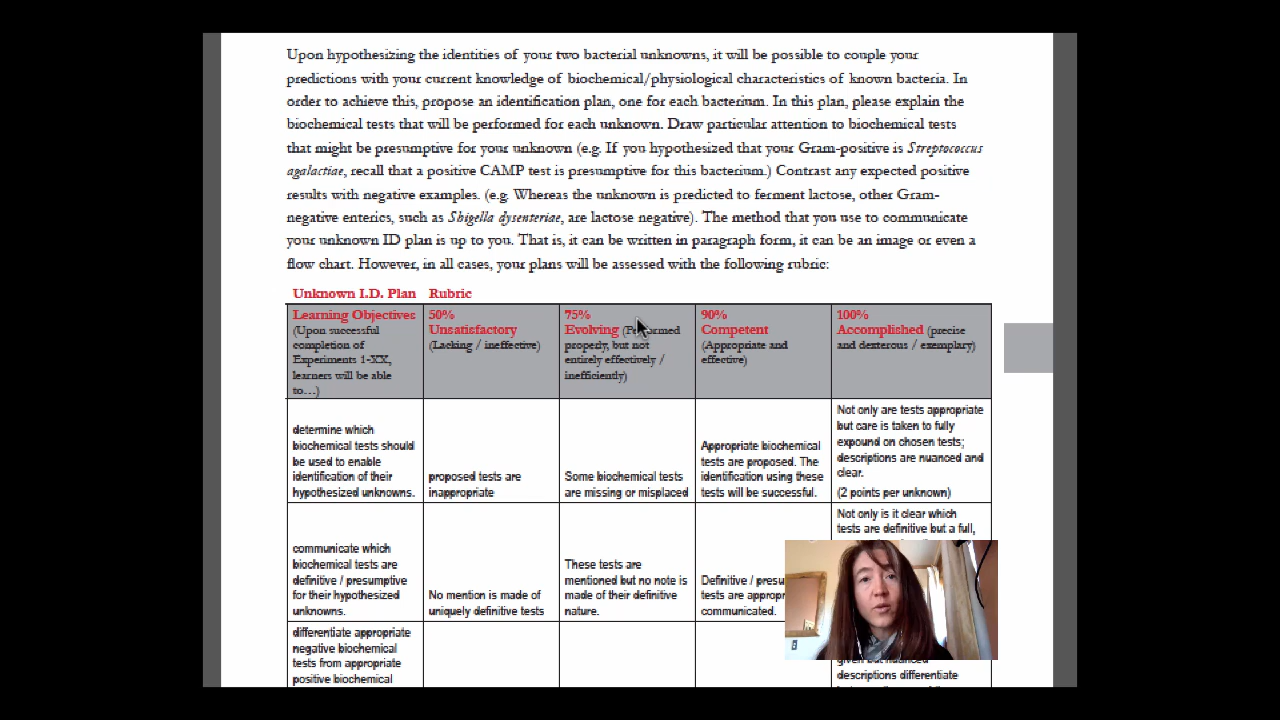 Upon hypothesizing the identities of your two bacterial unknowns, it will be possible to couple your
predictions with your current knowledge of biochemical/physiological characteristics of known bacteria. In
order to achieve this, propose an identification plan, one for each bacterium. In this plan, please explain the
biochemical tests that will be performed for each unknown. Draw particular attention to biochemical tests
that might be presumptive for your unknown (e.g. If you hypothesized that your Gram-positive is Streptococcus
agalactiae, recall that a positive CAMP test is presumptive for this bacterium.) Contrast any expected positive
results with negative examples. (e.g. Whereas the unknown is predicted to ferment lactose, other Gram-
negative enterics, such as Shigella dysenteriae, are lactose negative). The method that you use to communicate
your unknown ID plan is up to you. That is, it can be written in paragraph form, it can be an image or even a
flow chart. However, in all cases, your plans will be assessed with the following rubric:
Unknown I.D. Plan Rubric
Learning Objectives
(Upon successful
completion of
Experiments 1-XX,
learners will be able
to…)
50%
Unsatisfactory
(Lacking / ineffective)
75%
Evolving
properly, but not
entirely effectively /
inefficiently)
90%
Competent
(Appropriate and
effective)
100%
Accomplished (precise
and dexterous / exemplary)
determine which
biochemical tests should
be used to enable
identification of their
hypothesized unknowns.
proposed tests are
inappropriate
Some biochemical tests
are missing or misplaced
Appropriate biochemical
tests are proposed. The
identification using these
tests will be successful.
Not only are tests appropriate
but care is taken to fully
expound on chosen tests;
descriptions are nuanced and
clear.
(2 points per unknown)
communicate which
biochemical tests are
definitive / presumptive
for their hypothesized
unknowns.
No mention is made of
uniquely definitive tests
These tests are
mentioned but no note is
made of their definitive
nature.
Definitive /
tests are
communicated.
Not only is it clear which
tests are definitive but a full,
differentiate appropriate
negative biochemical
tests from appropriate
positive biochemical
given but nuanced
descriptions differentiate